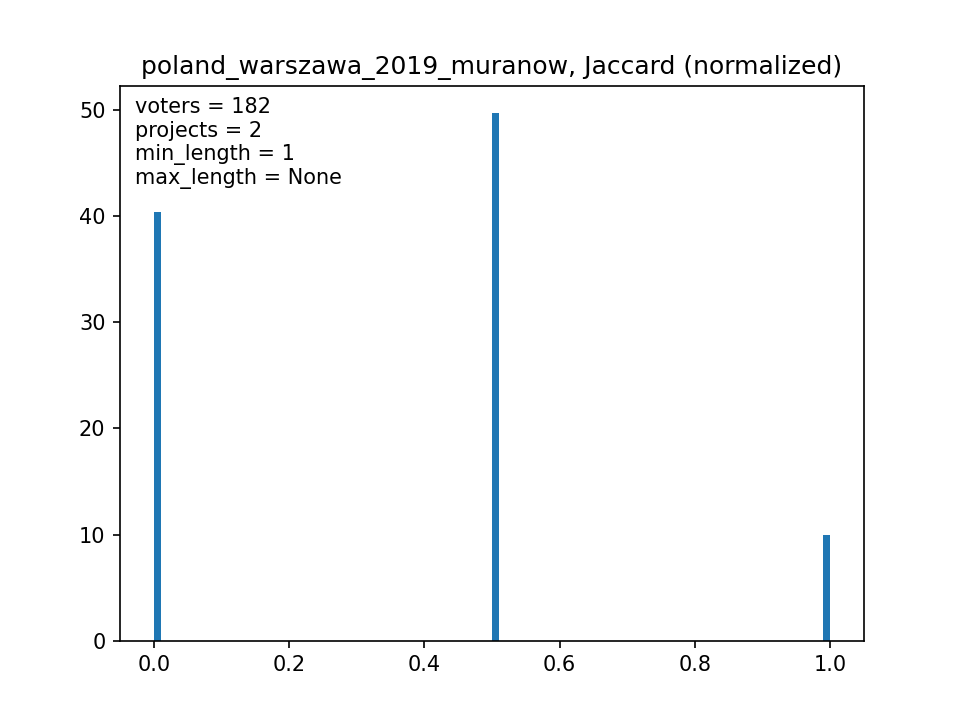 poland_warszawa_2019_muranow, Jaccard (normalized)
voters = 182
projects = 2
min_length = 1
max_length = None
50
40
30
20
10
0
0.0 0.2 0.4 0.6 0.8 1.0